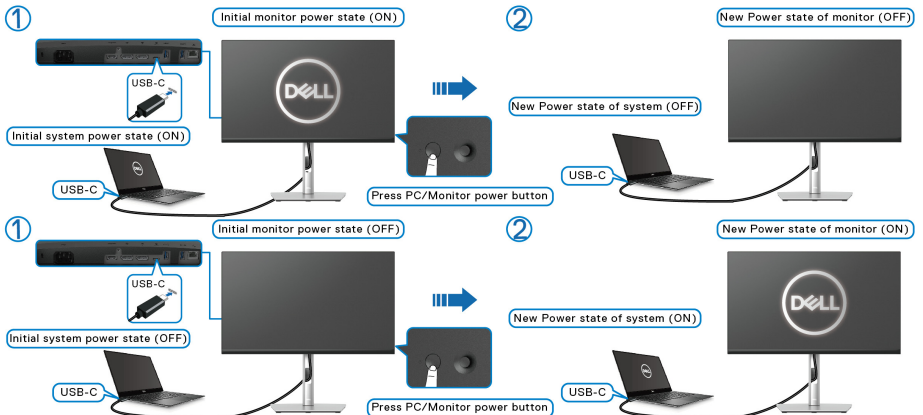 1
Initial monitor power state (ON)
2
New Power state of monitor (OFF)
USB-C
DELL
New Power state of system (OFF)
Initial system power state (ON)
DELL
USB-C
USB-C
Press PC/Monitor power button
1
Initial monitor power state (OFF)
2
New Power state of monitor (ON)
USB-C
DELL
New Power state of system (ON)
Initial system power state (OFF)
DELL
USB-C
USB-C
Press PC/Monitor power button